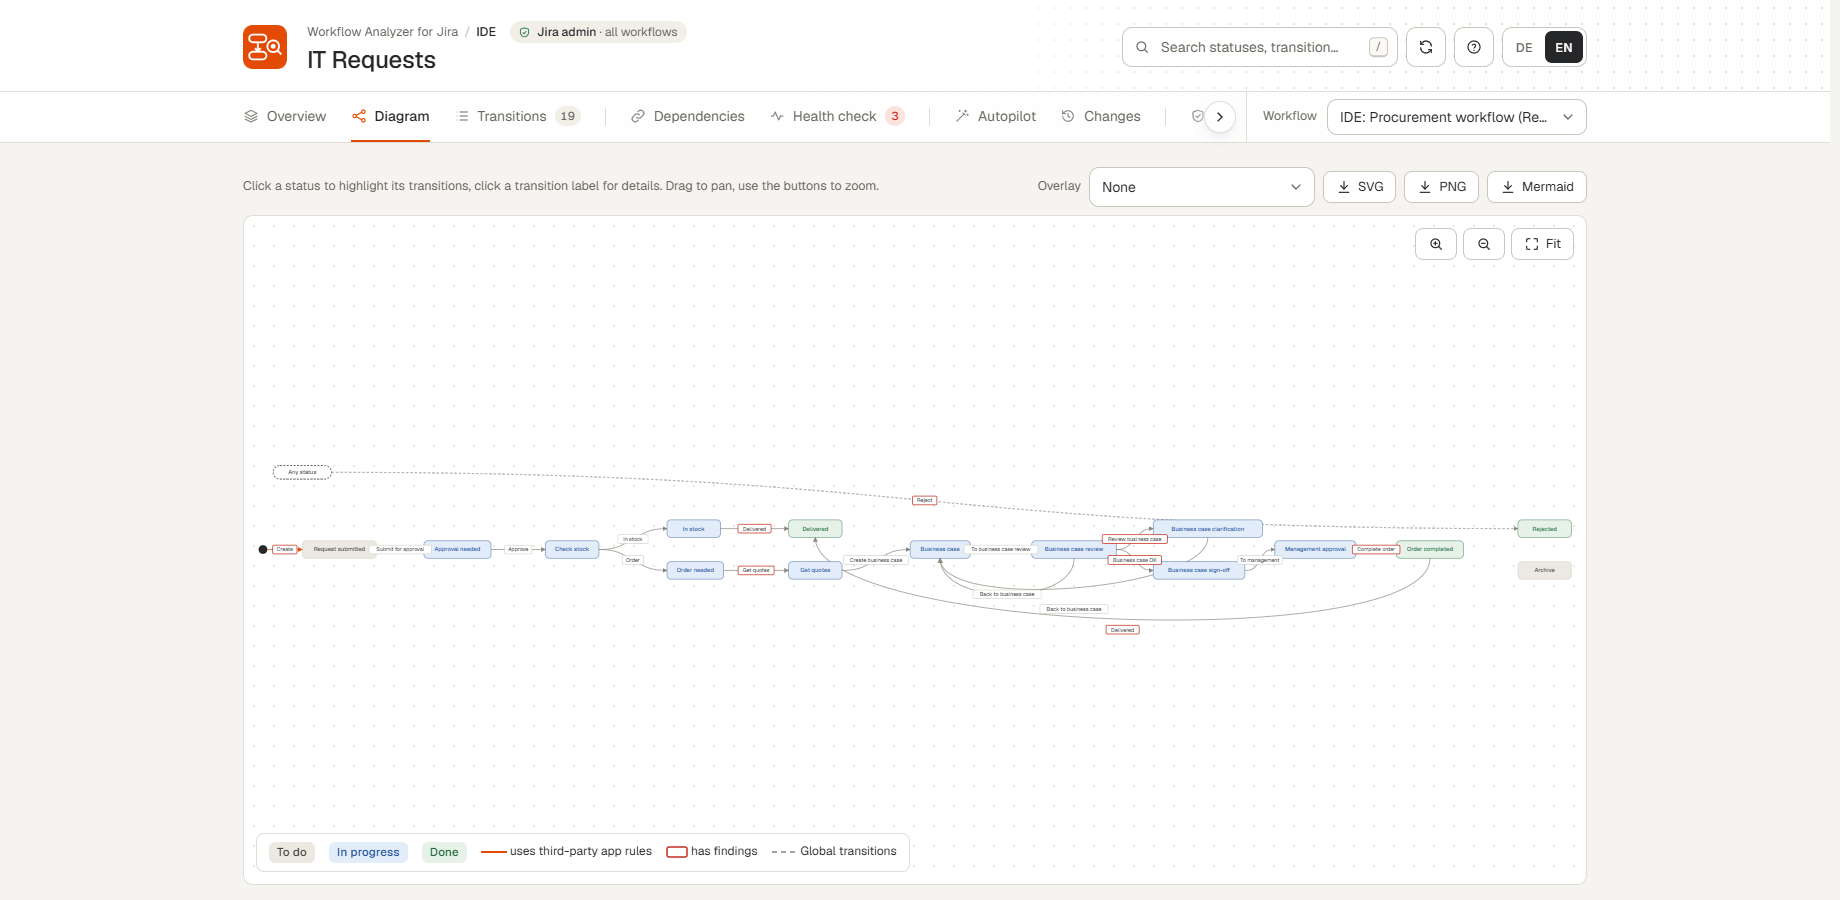 Workflow Analyzer for Jira / IDE
Jira admin · all workflows
IT Requests
Search statuses, transition...
/
DE
EN
Overview
Diagram
Transitions 19
Dependencies
Health check 3
Autopilot
Changes
Workflow
IDE: Procurement workflow (Re...
Click a status to highlight its transitions, click a transition label for details. Drag to pan, use the buttons to zoom.
Overlay
None
SVG
PNG
Mermaid
Fit
Any status
Reject
In stock
Delivered
Delivered
Business case clarification
Rejected
In stock
Review business case
Create
Request submitted
Submit for approval
Approval needed
Approve
Check stock
Business case
To business case review
Business case review
Management approval
Complete order
Order completed
Order
Create business case
Business case OK
To management
Order needed
Get quotes
Get quotes
Business case sign-off
Archive
Back to business case
Back to business case
Delivered
To do
In progress
Done
uses third-party app rules
has findings
Global transitions